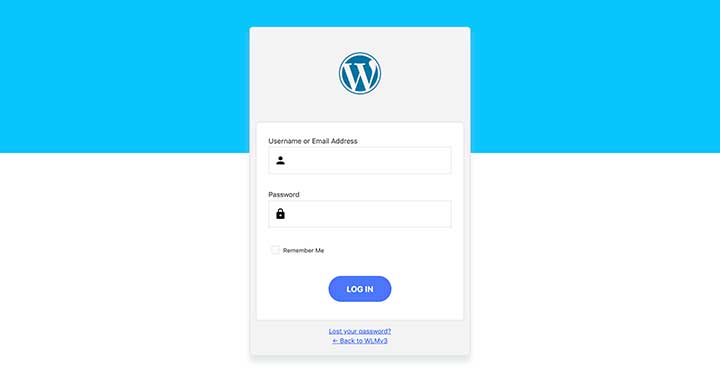 Username or Email Address
Password
Remember Me
LOG IN
Lost your password?
← Back to WLMv3